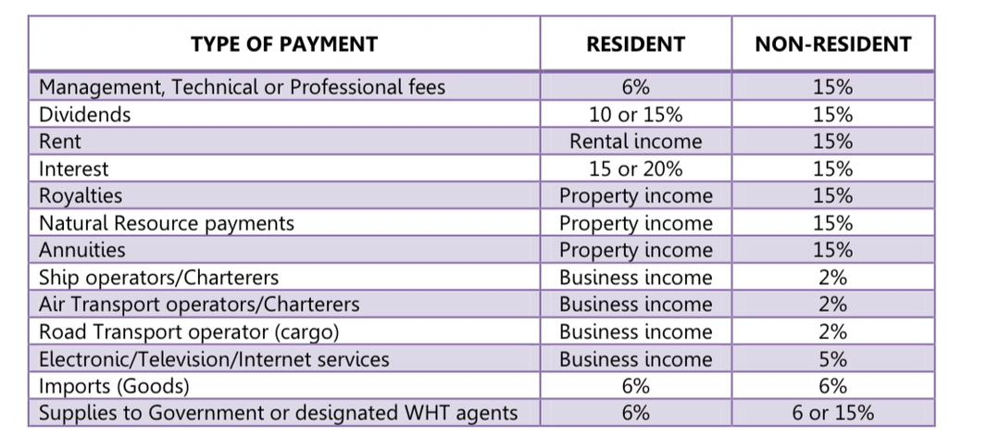 TYPE OF PAYMENT RESIDENT NON-RESIDENT
Management, Technical or Professional fees 6% 15%
Dividends 10 or 15% 15%
Rent Rental income 15%
Interest 15 or 20% 15%
Royalties Property income 15%
Natural Resource payments Property income 15%
Annuities Property income 15%
Ship operators/Charterers Business income 2%
Air Transport operators/Charterers Business income 2%
Road Transport operator (cargo) Business income 2%
Electronic/Television/Internet services Business income 5%
Imports (Goods) 6% 6%
Supplies to Government or designated WHT agents 6% 6 or 15%